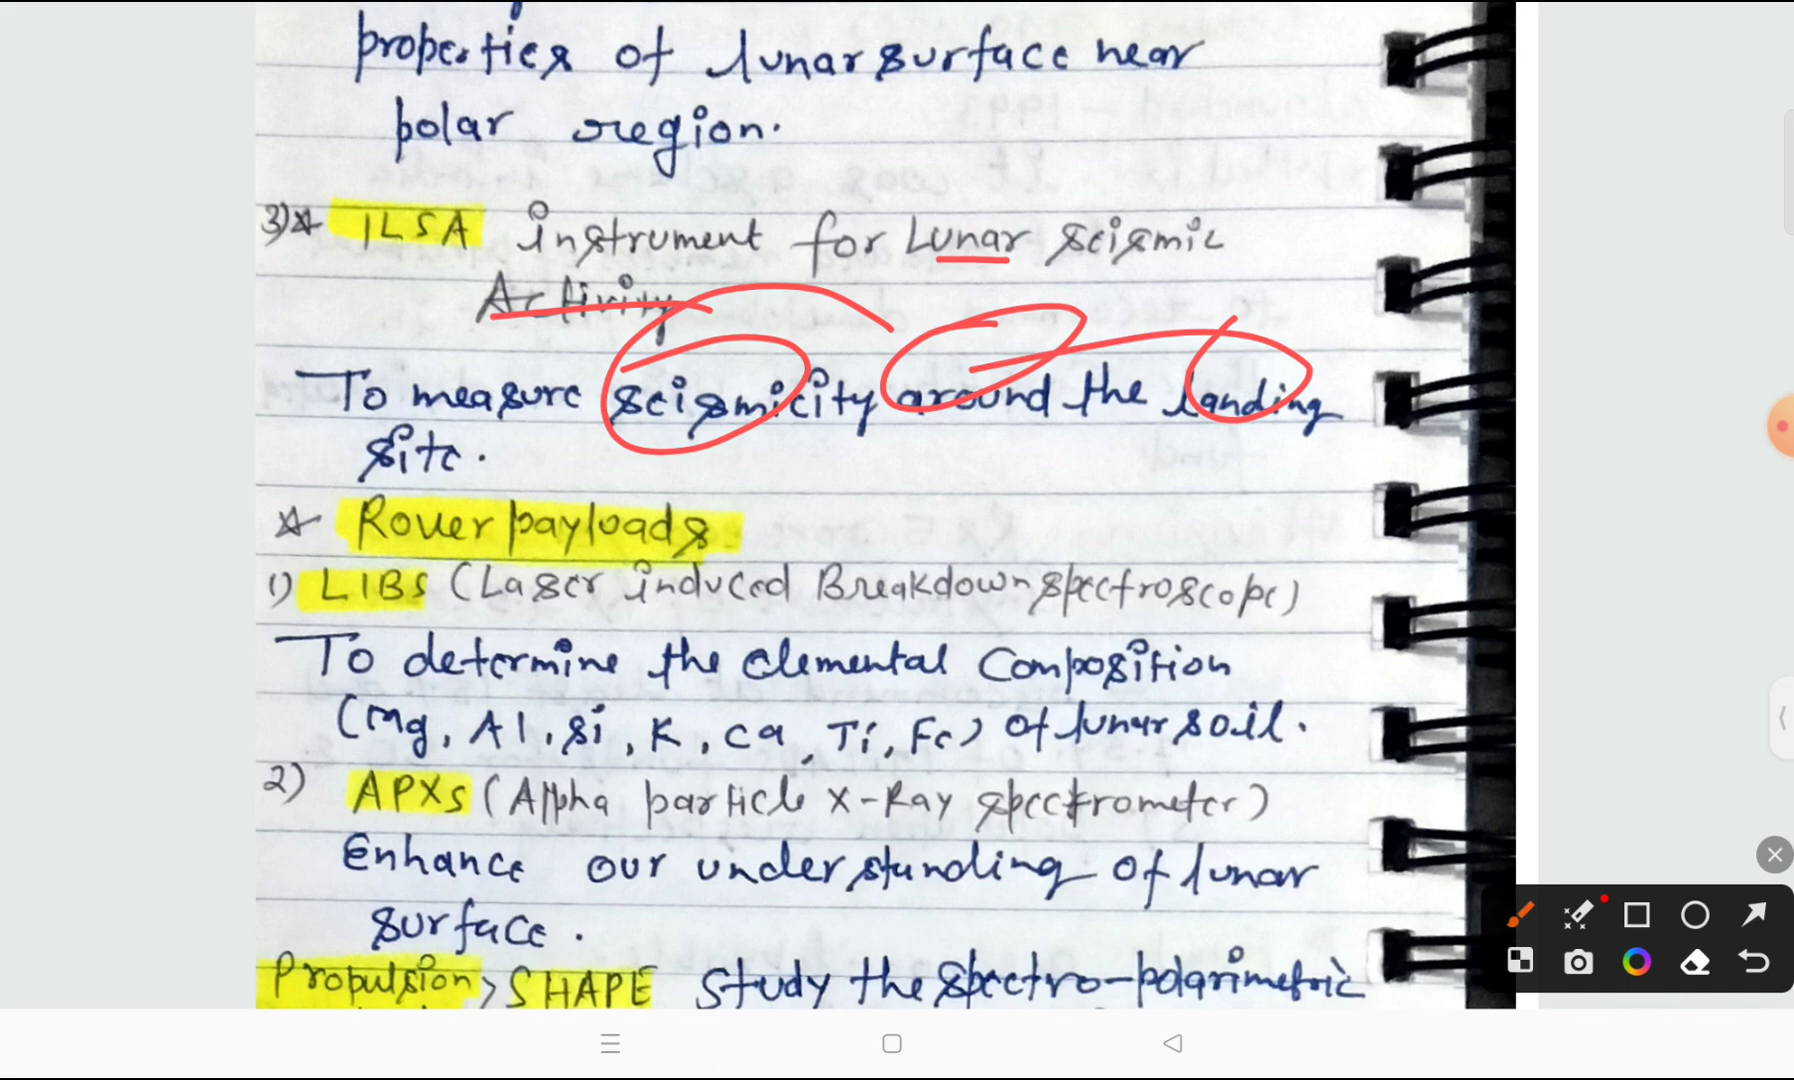 properties of lunar surface near
polar region.
3) ILSA instrument for Lunar seismic
Activity
To measure seismicity around the landing
site.
Rover payloads.
1) LIBS (Laser induced Breakdown spectroscope)
To determine the elemental Composition
(Mg, Al, Si, K, Ca, Ti, Fe) of lunar soil.
2) APXS (Alpha particle X-Ray spectrometer)
Enhance our understanding of lunar
surface.
Propulsion > SHAPE Study the spectro-polarimetric